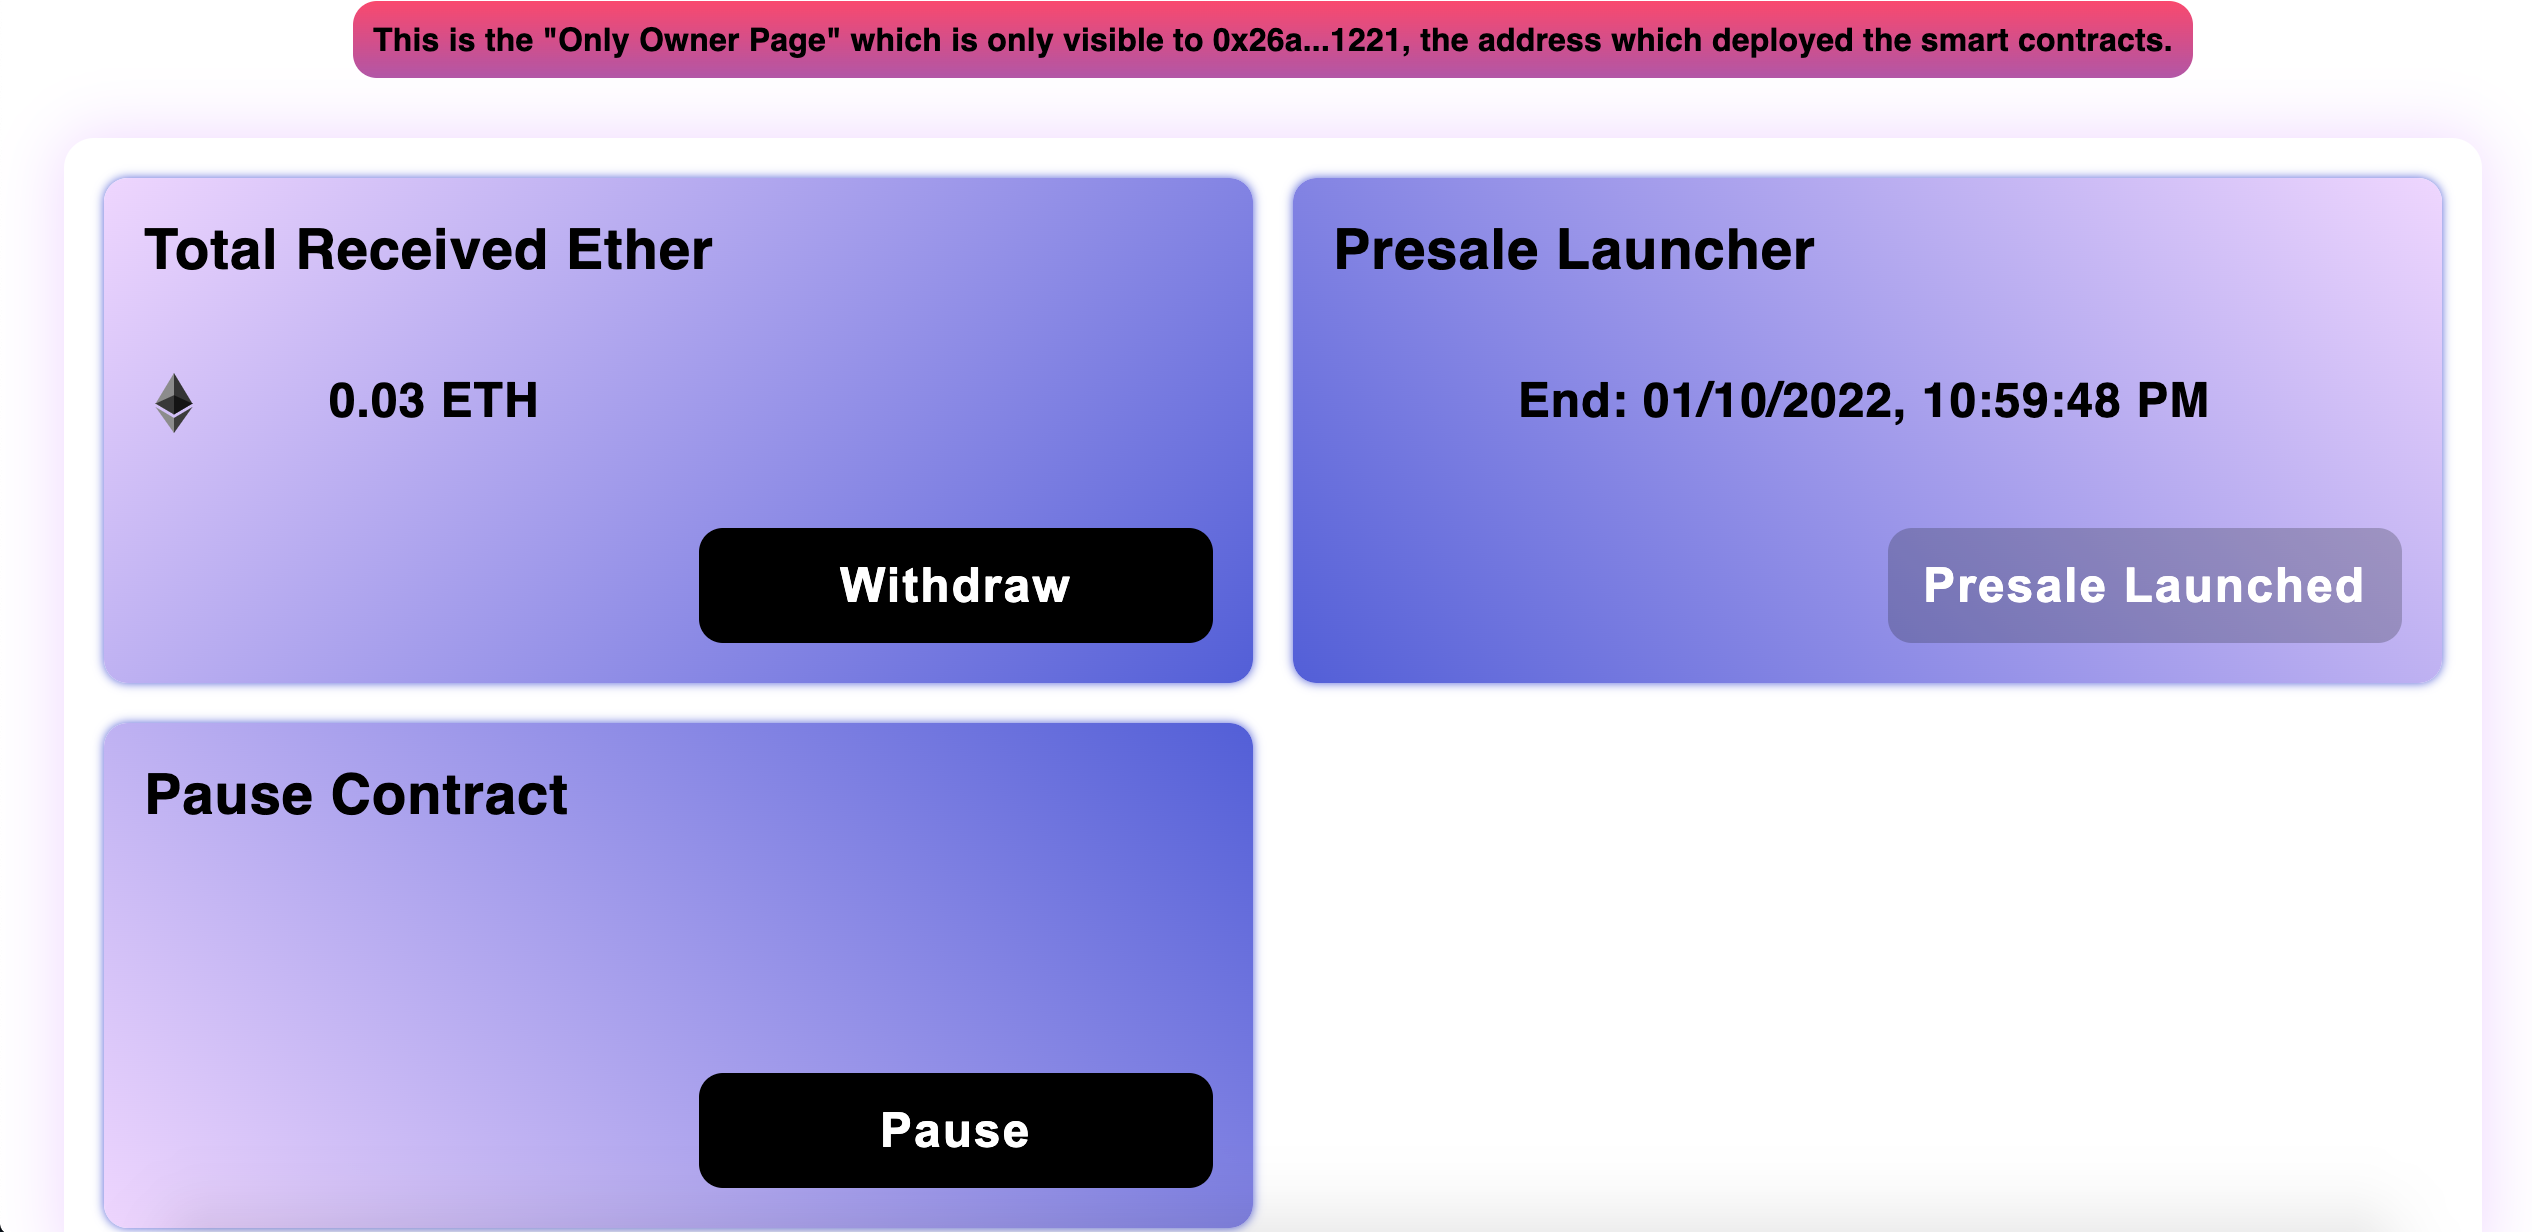 This is the "Only Owner Page" which is only visible to 0x26a...1221, the address which deployed the smart contracts.
Total Received Ether
0.03 ETH
Withdraw
Presale Launcher
End: 01/10/2022, 10:59:48 PM
Presale Launched
Pause Contract
Pause